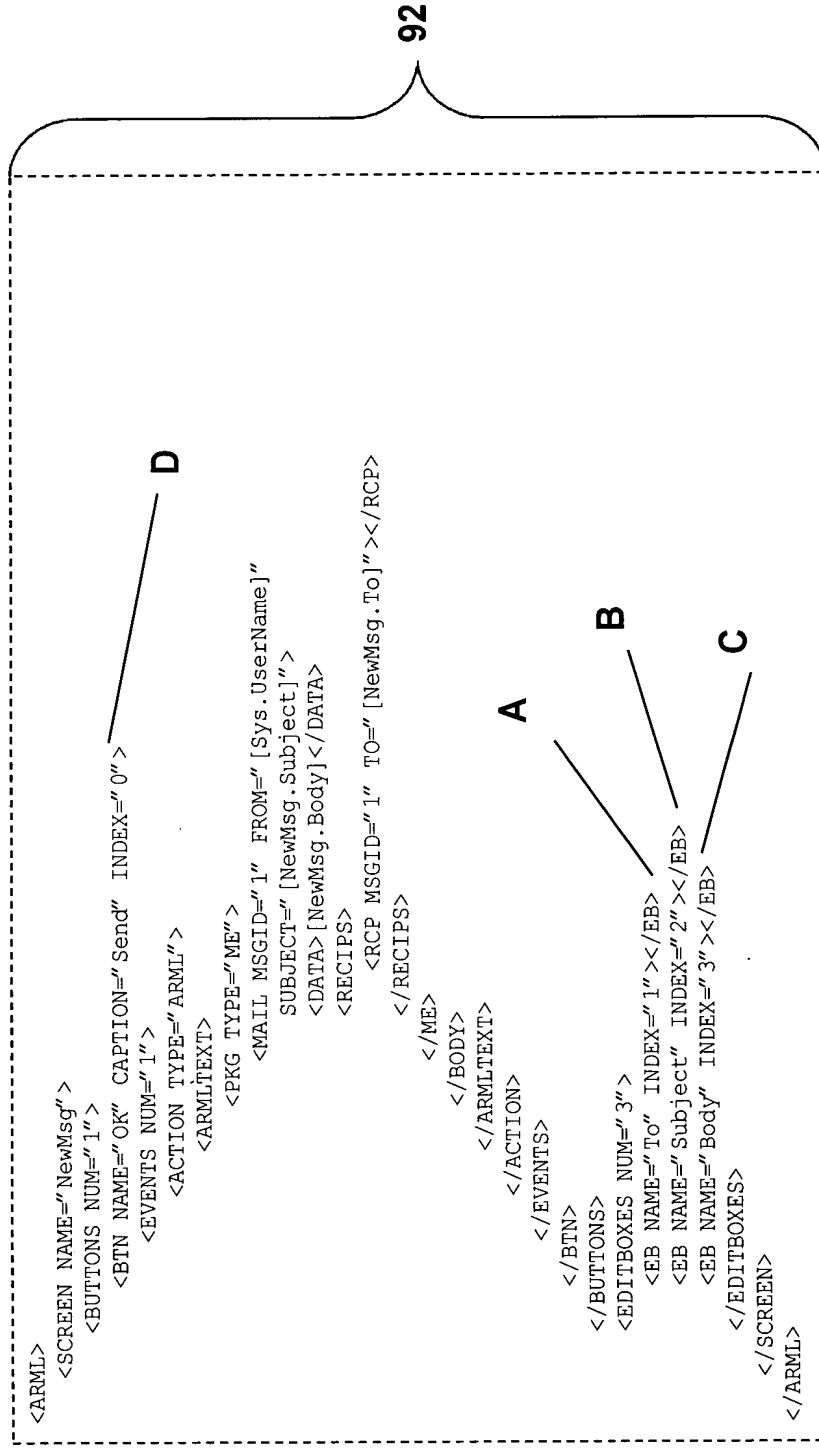 <ARML>
<SCREEN NAME="NewMsg">
<BUTTONS NUM="1">
<BTN NAME="OK" CAPTION="Send" INDEX="0">
<EVENTS NUM="1">
<ACTION TYPE="ARML">
<ARMLTEXT>
<PKG TYPE="ME">
<MAIL MSGID="1" FROM="[Sys.UserName]"
SUBJECT="[NewMsg.Subject]">
<DATA>[NewMsg.Body]</DATA>
<RECIPS>
<RCP MSGID="1" TO="[NewMsg.To]"></RCP>
</RECIPS>
</ME>
</BODY>
</ARMLTEXT>
</ACTION>
</EVENTS>
</BTN>
</BUTTONS>
<EDITBOXES NUM="3">
<EB NAME="To" INDEX="1"></EB>
<EB NAME="Subject" INDEX="2"></EB>
<EB NAME="Body" INDEX="3"></EB>
</EDITBOXES>
</SCREEN>
</ARML>
D
A
B
C
92